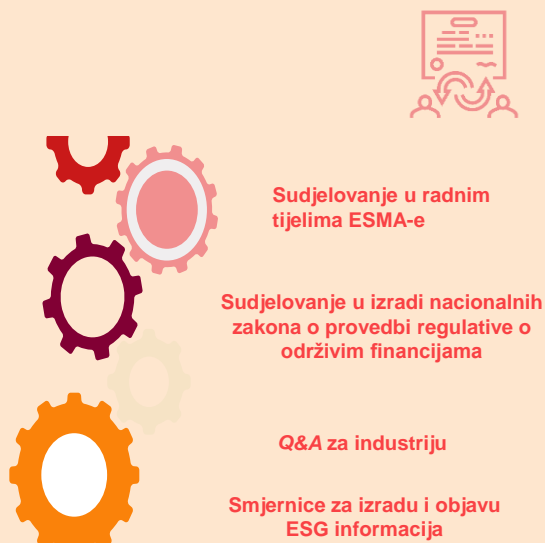 Sudjelovanje u radnim
tijelima ESMA-e
Sudjelovanje u izradi nacionalnih
zakona o provedbi regulative o
održivim financijama
Q&A za industriju
Smjernice za izradu i objavu
ESG informacija